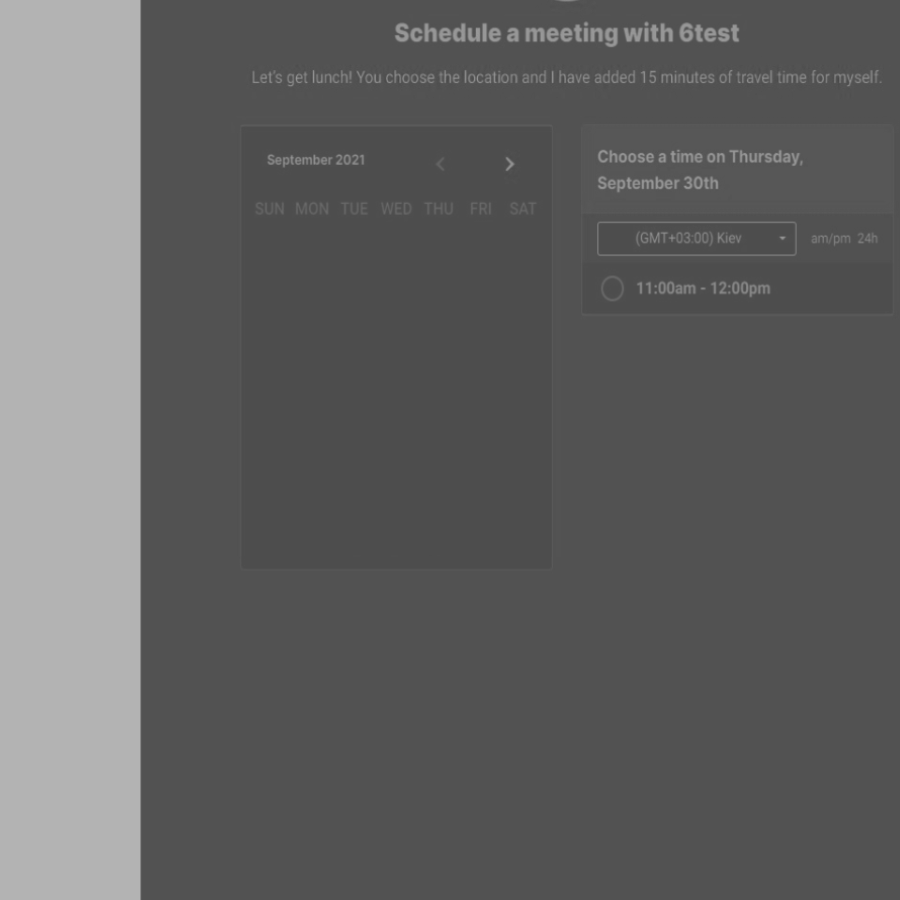 Schedule a meeting with 6test
Let's get lunch! You choose the location and I have added 15 minutes of travel time for myself.
September 2021
SUN MON TUE WED THU FRI SAT
Choose a time on Thursday,
September 30th
(GMT+03:00) Kiev
am/pm 24h
11:00am - 12:00pm